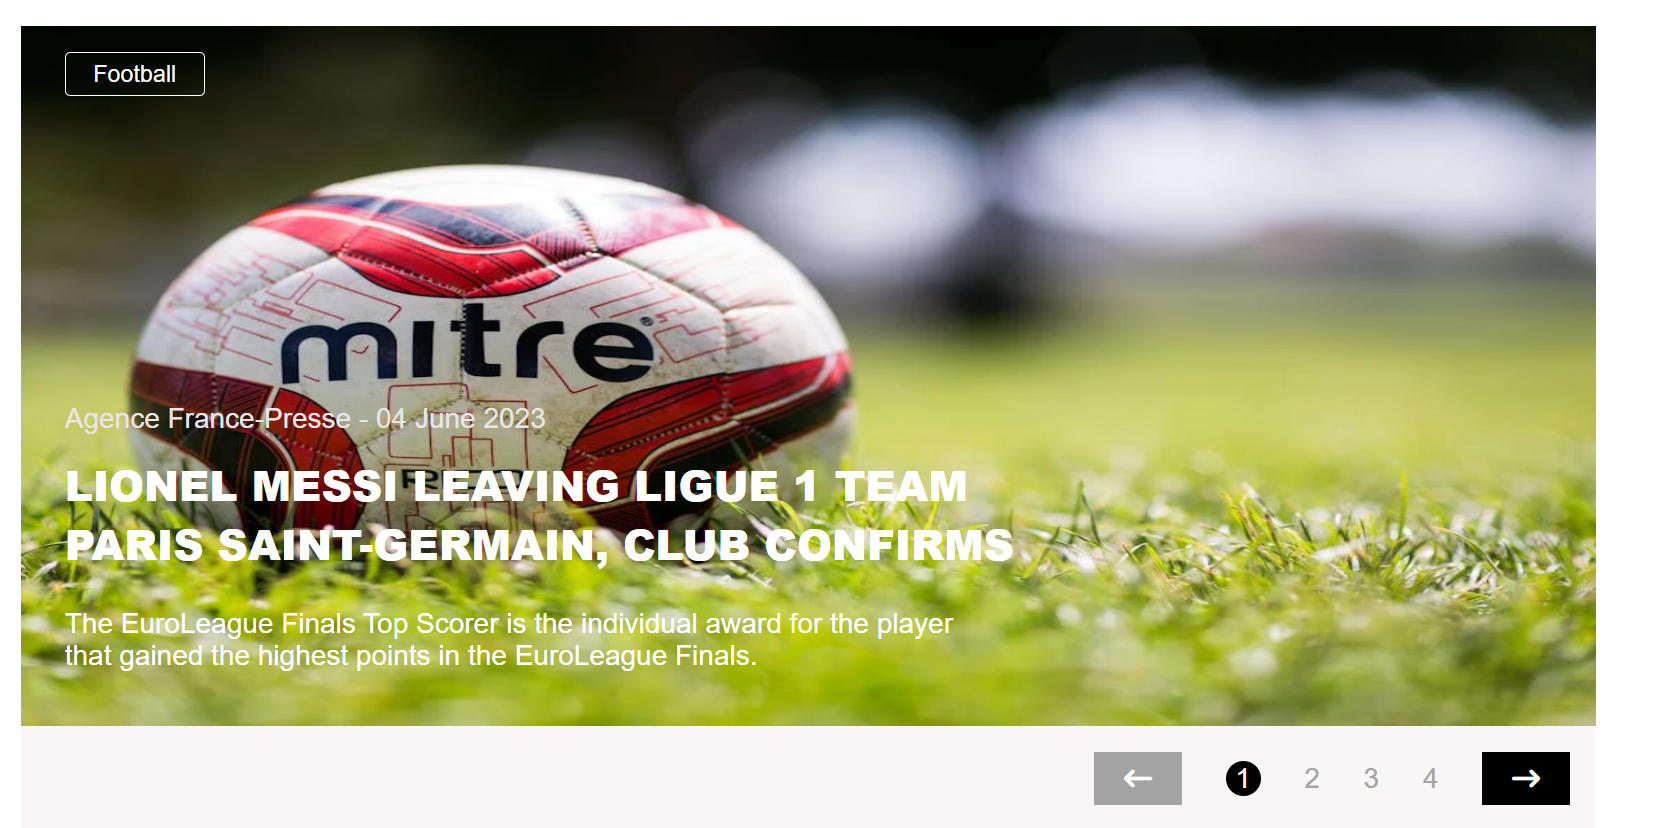 Football
mitre
Agence France-Presse - 04 June 2023
LIONEL MESSI LEAVING LIGUE 1 TEAM
PARIS SAINT-GERMAIN, CLUB CONFIRMS
The EuroLeague Finals Top Scorer is the individual award for the player
that gained the highest points in the EuroLeague Finals.
← 1 2 3 4 →